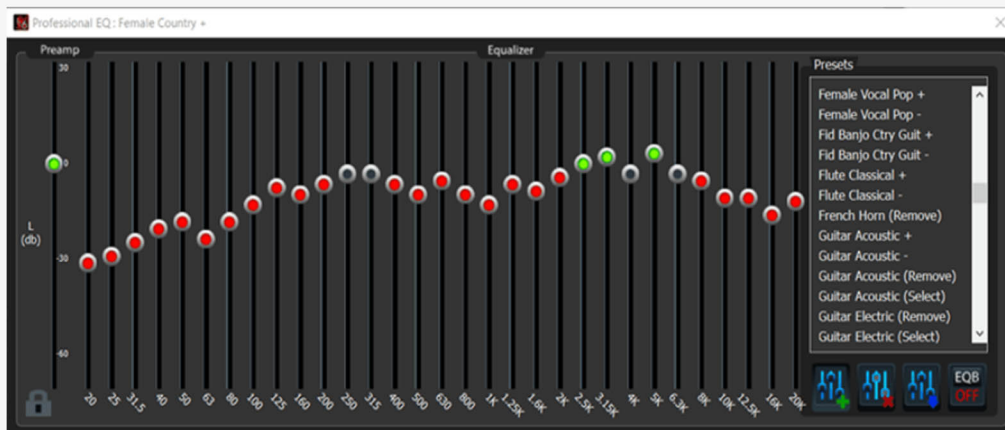 Professional EQ : Female Country +
Preamp
Equalizer
Presets
30
0
L
(db)
-30
-60
20 25 31.5 40 50 63 80 100 125 160 200 250 315 400 500 630 800 1K 1.25K 1.6K 2K 2.5K 3.15K 4K 5K 6.3K 8K 10K 12.5K 16K 20K
Female Vocal Pop +
Female Vocal Pop -
Fid Banjo Ctry Guit +
Fid Banjo Ctry Guit -
Flute Classical +
Flute Classical -
French Horn (Remove)
Guitar Acoustic +
Guitar Acoustic -
Guitar Acoustic (Remove)
Guitar Acoustic (Select)
Guitar Electric (Remove)
Guitar Electric (Select)
EQB
OFF